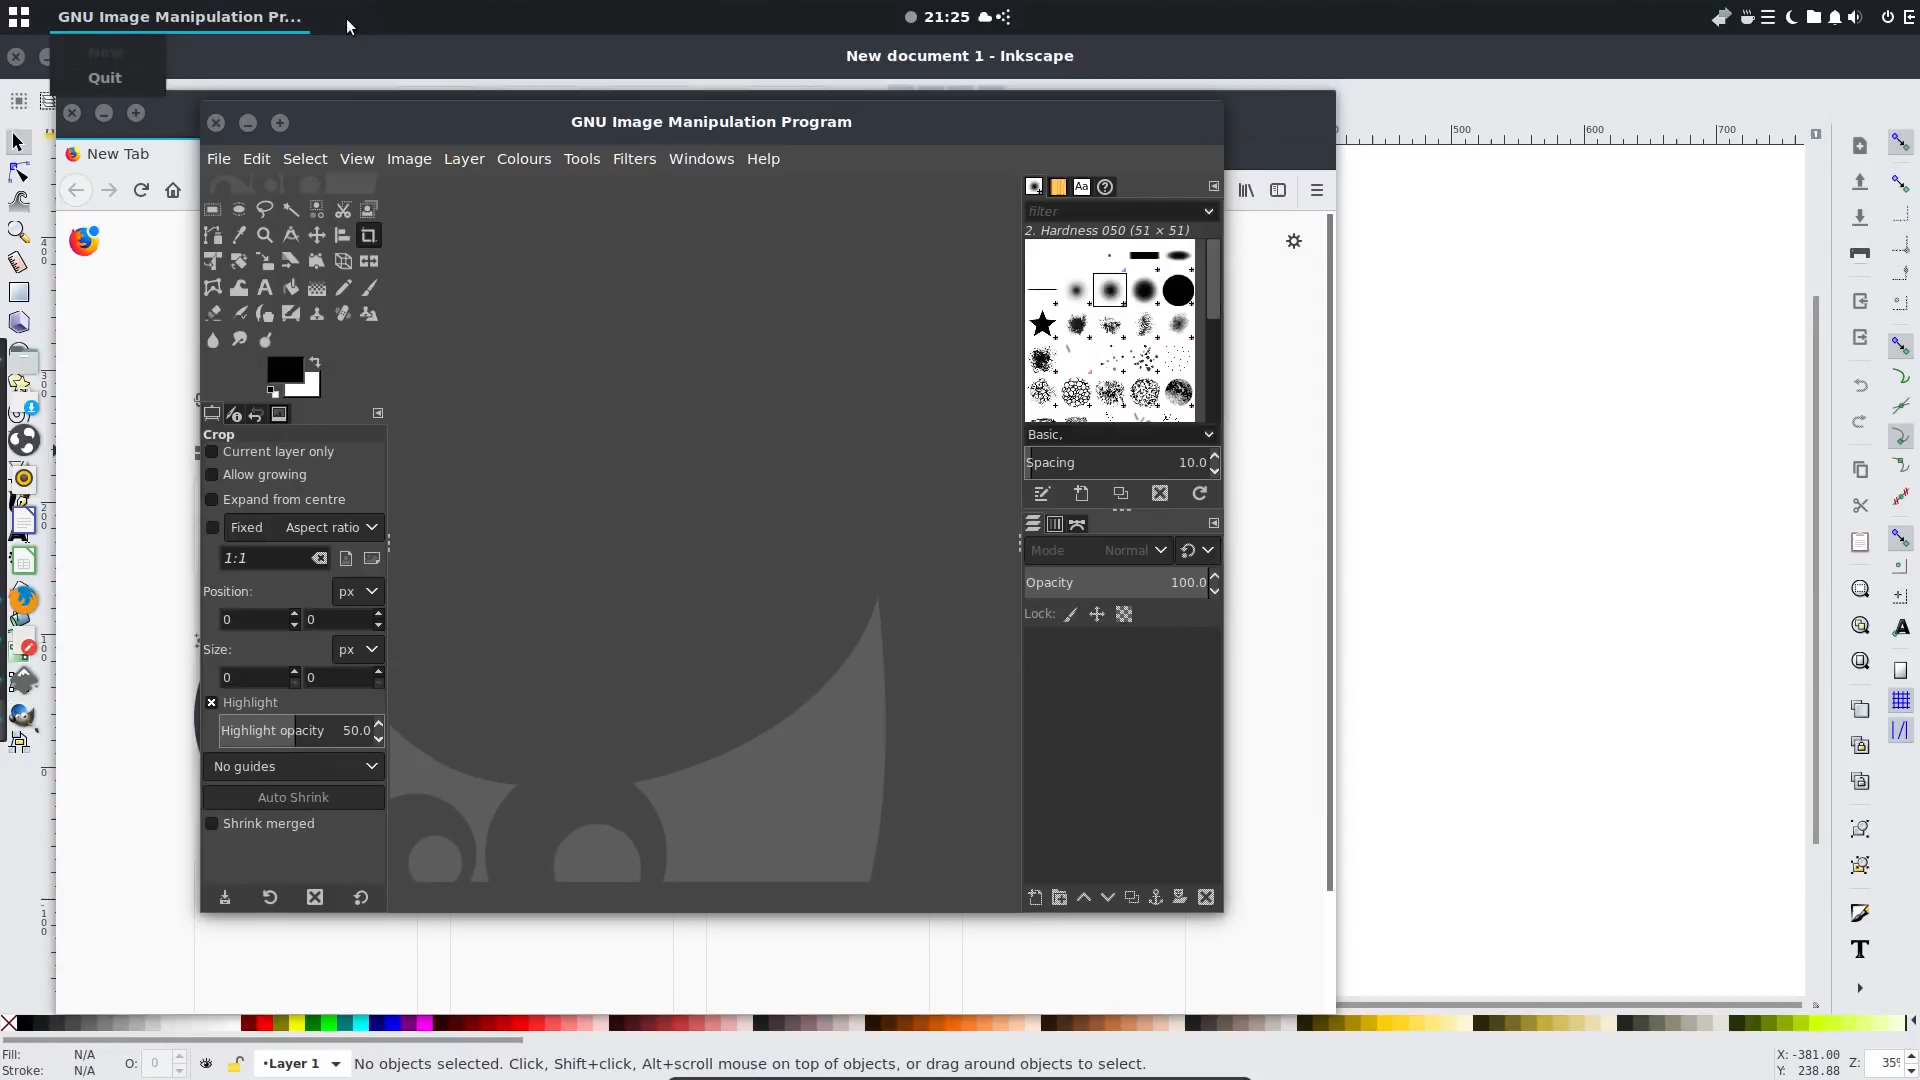 GNU Image Manipulation Pr...
21:25
New
Quit
New document 1 - Inkscape
New Tab
GNU Image Manipulation Program
File Edit Select View Image Layer Colours Tools Filters Windows Help
500 600 700
filter
2. Hardness 050 (51 × 51)
Basic,
Spacing 10.0
Mode Normal
Opacity 100.0
Lock:
Crop
Current layer only
Allow growing
Expand from centre
Fixed Aspect ratio
1:1
Position: px
0 0
Size: px
0 0
Highlight
Highlight opacity 50.0
No guides
Auto Shrink
Shrink merged
Fill: N/A
Stroke: N/A
O: 0
•Layer 1
No objects selected. Click, Shift+click, Alt+scroll mouse on top of objects, or drag around objects to select.
X: -381.00
Y: 238.88
Z: 35%